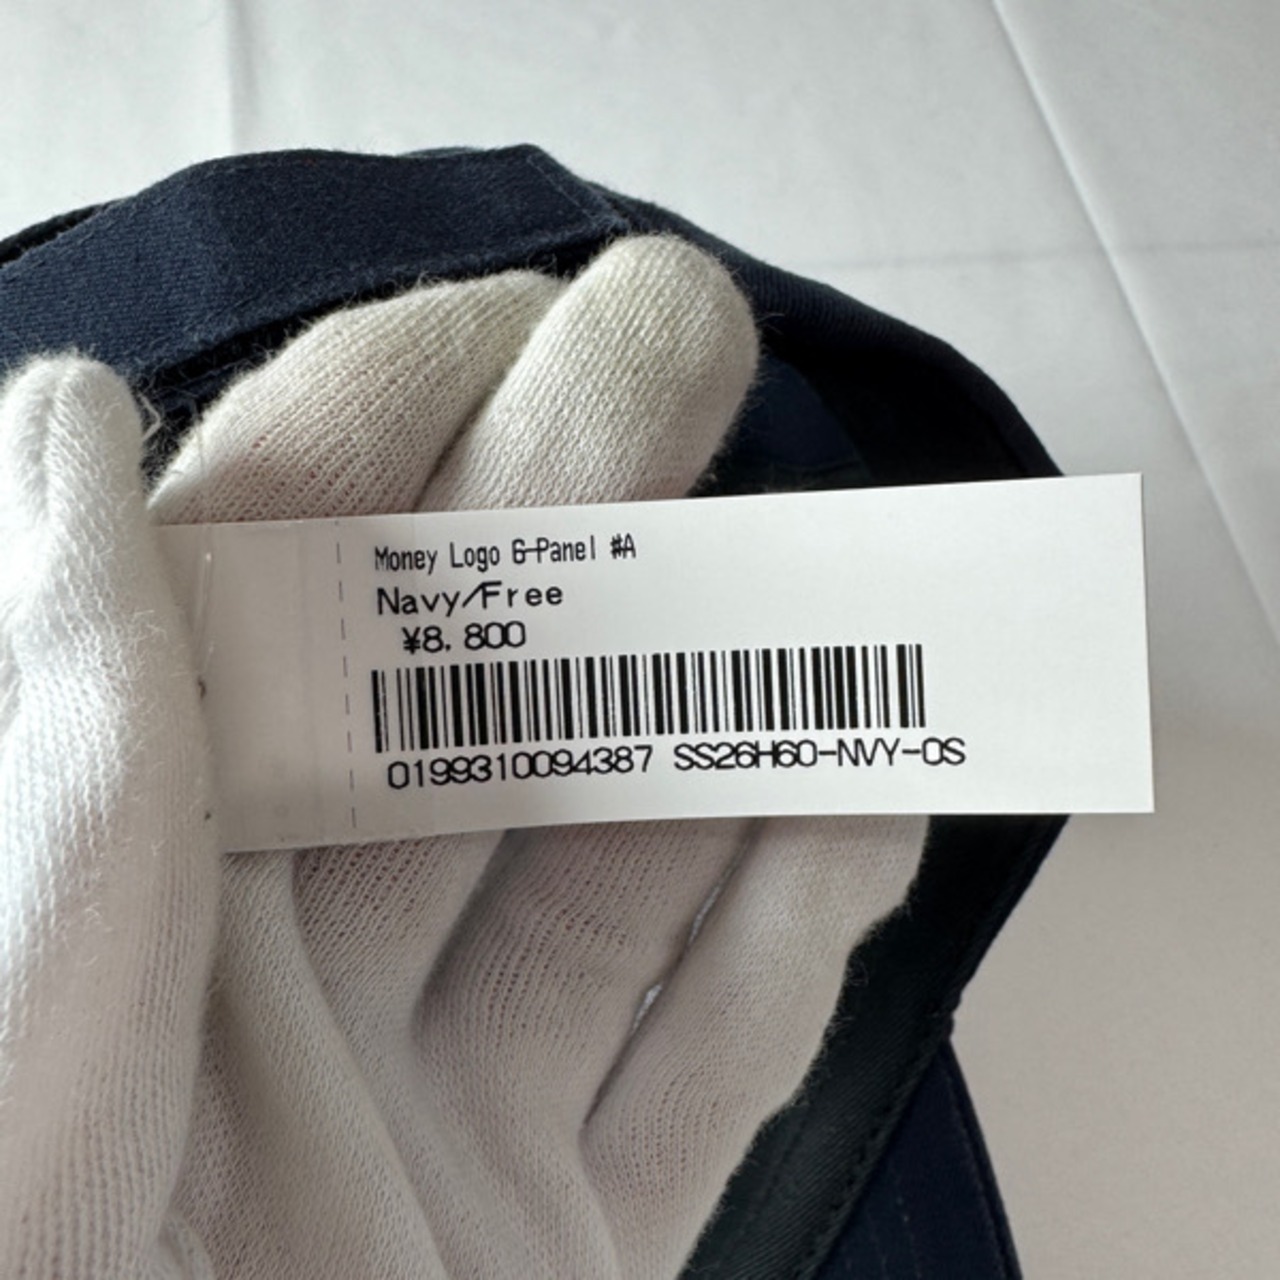 Money Logo 6-Panel #A
Navy/Free
¥8,800
0199310094387 SS26H60-NVY-OS